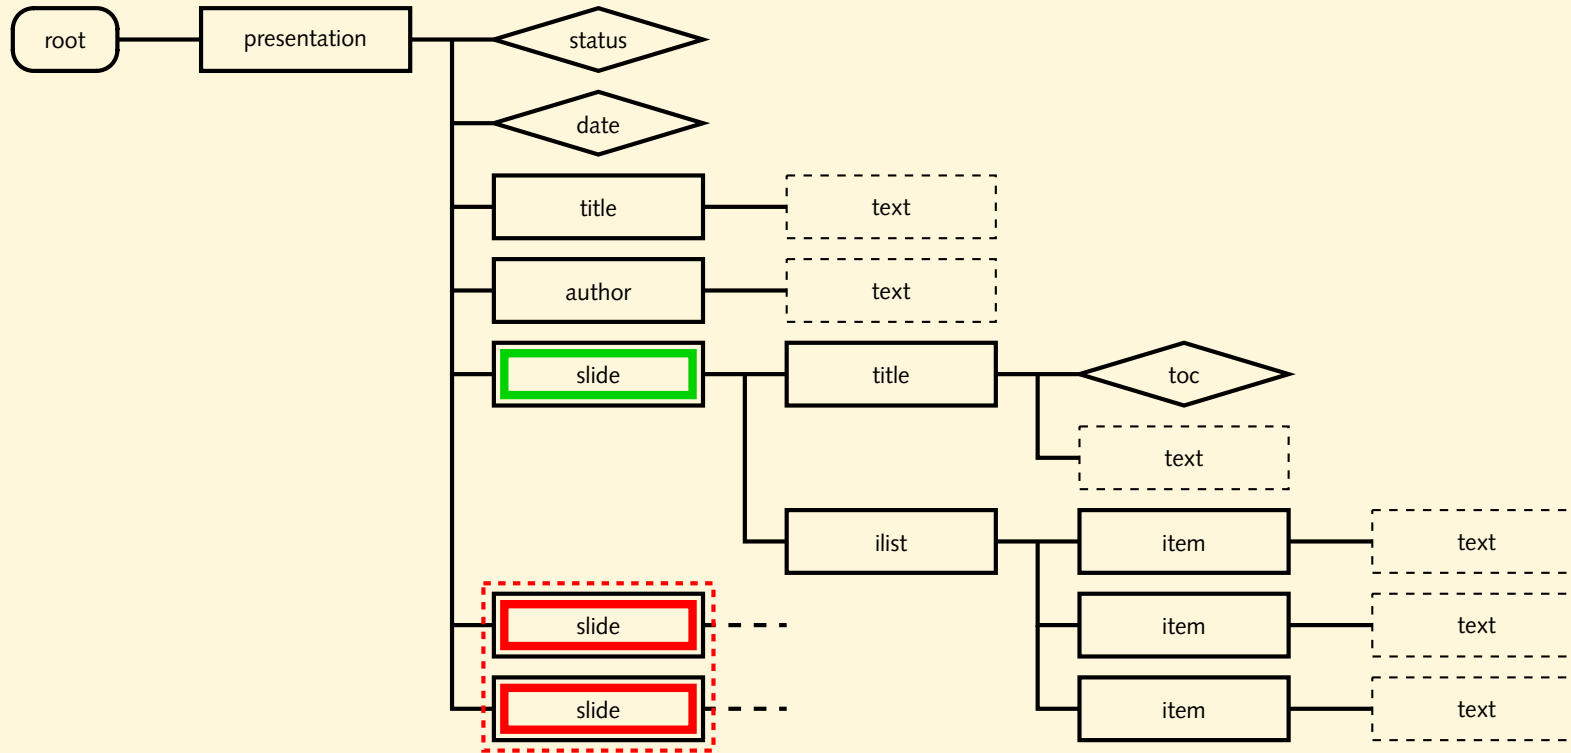 root
presentation
status
date
title
text
author
text
slide
title
toc
text
ilist
item
text
slide
item
text
slide
item
text